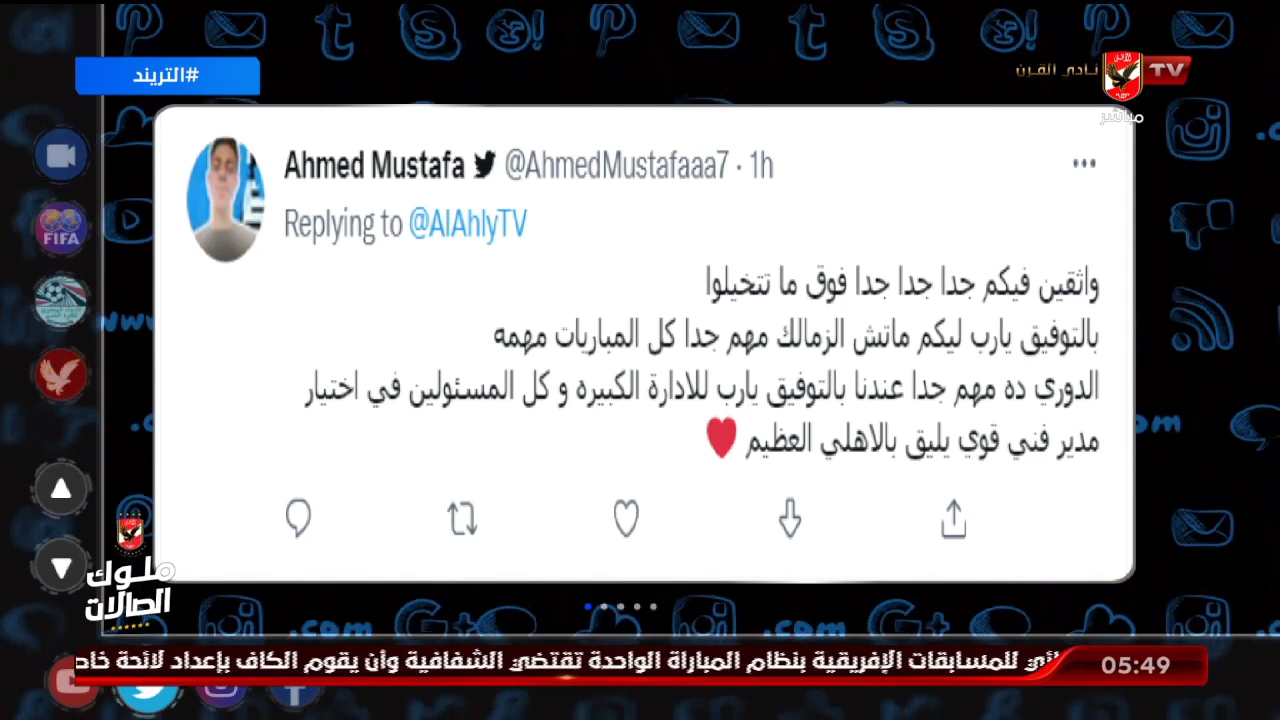 #التريند
نادي القرن
TV
مباشر
Ahmed Mustafa @AhmedMustafaaa7 · 1h
Replying to @AlAhlyTV
واثقين فيكم جدا جدا جدا فوق ما تتخيلوا
بالتوفيق يارب ليكم ماتش الزمالك مهم جدا كل المباريات مهمه
الدوري ده مهم جدا عندنا بالتوفيق يارب للادارة الكبيره و كل المسئولين في اختيار
مدير فني قوي يليق بالاهلي العظيم ❤️
FIFA
ملوك
الصالات
للمسابقات الإفريقية بنظام المباراة الواحدة تقتضي الشفافية وأن يقوم الكاف بإعداد لائحة
05:49